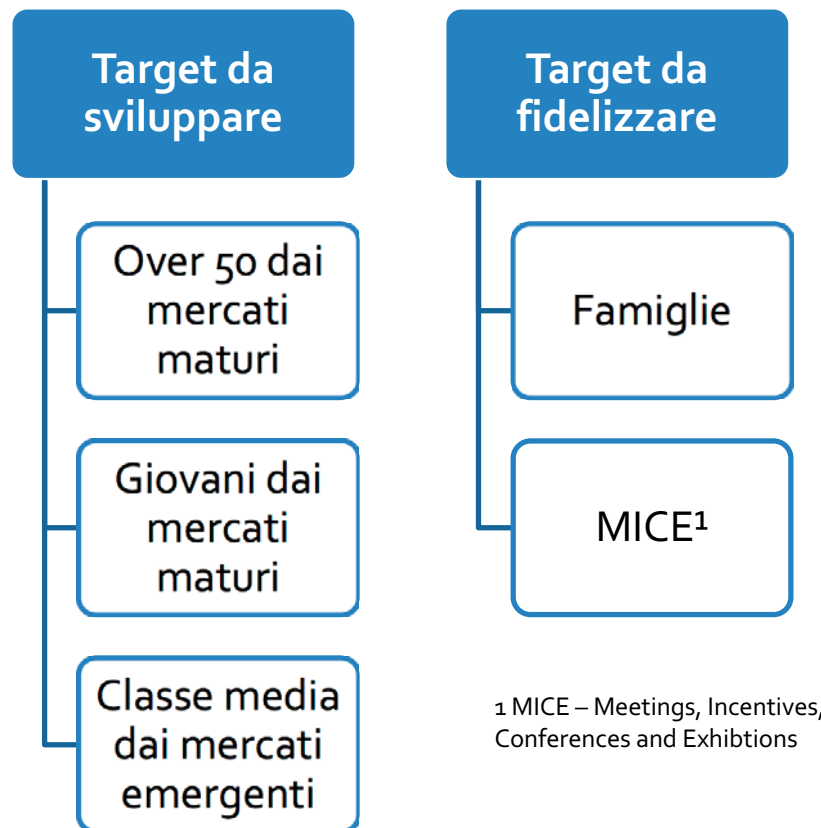 Target da
sviluppare
Over 50 dai
mercati
maturi
Giovani dai
mercati
maturi
Classe media
dai mercati
emergenti
Target da
fidelizzare
Famiglie
MICE¹
1 MICE – Meetings, Incentives,
Conferences and Exhibtions